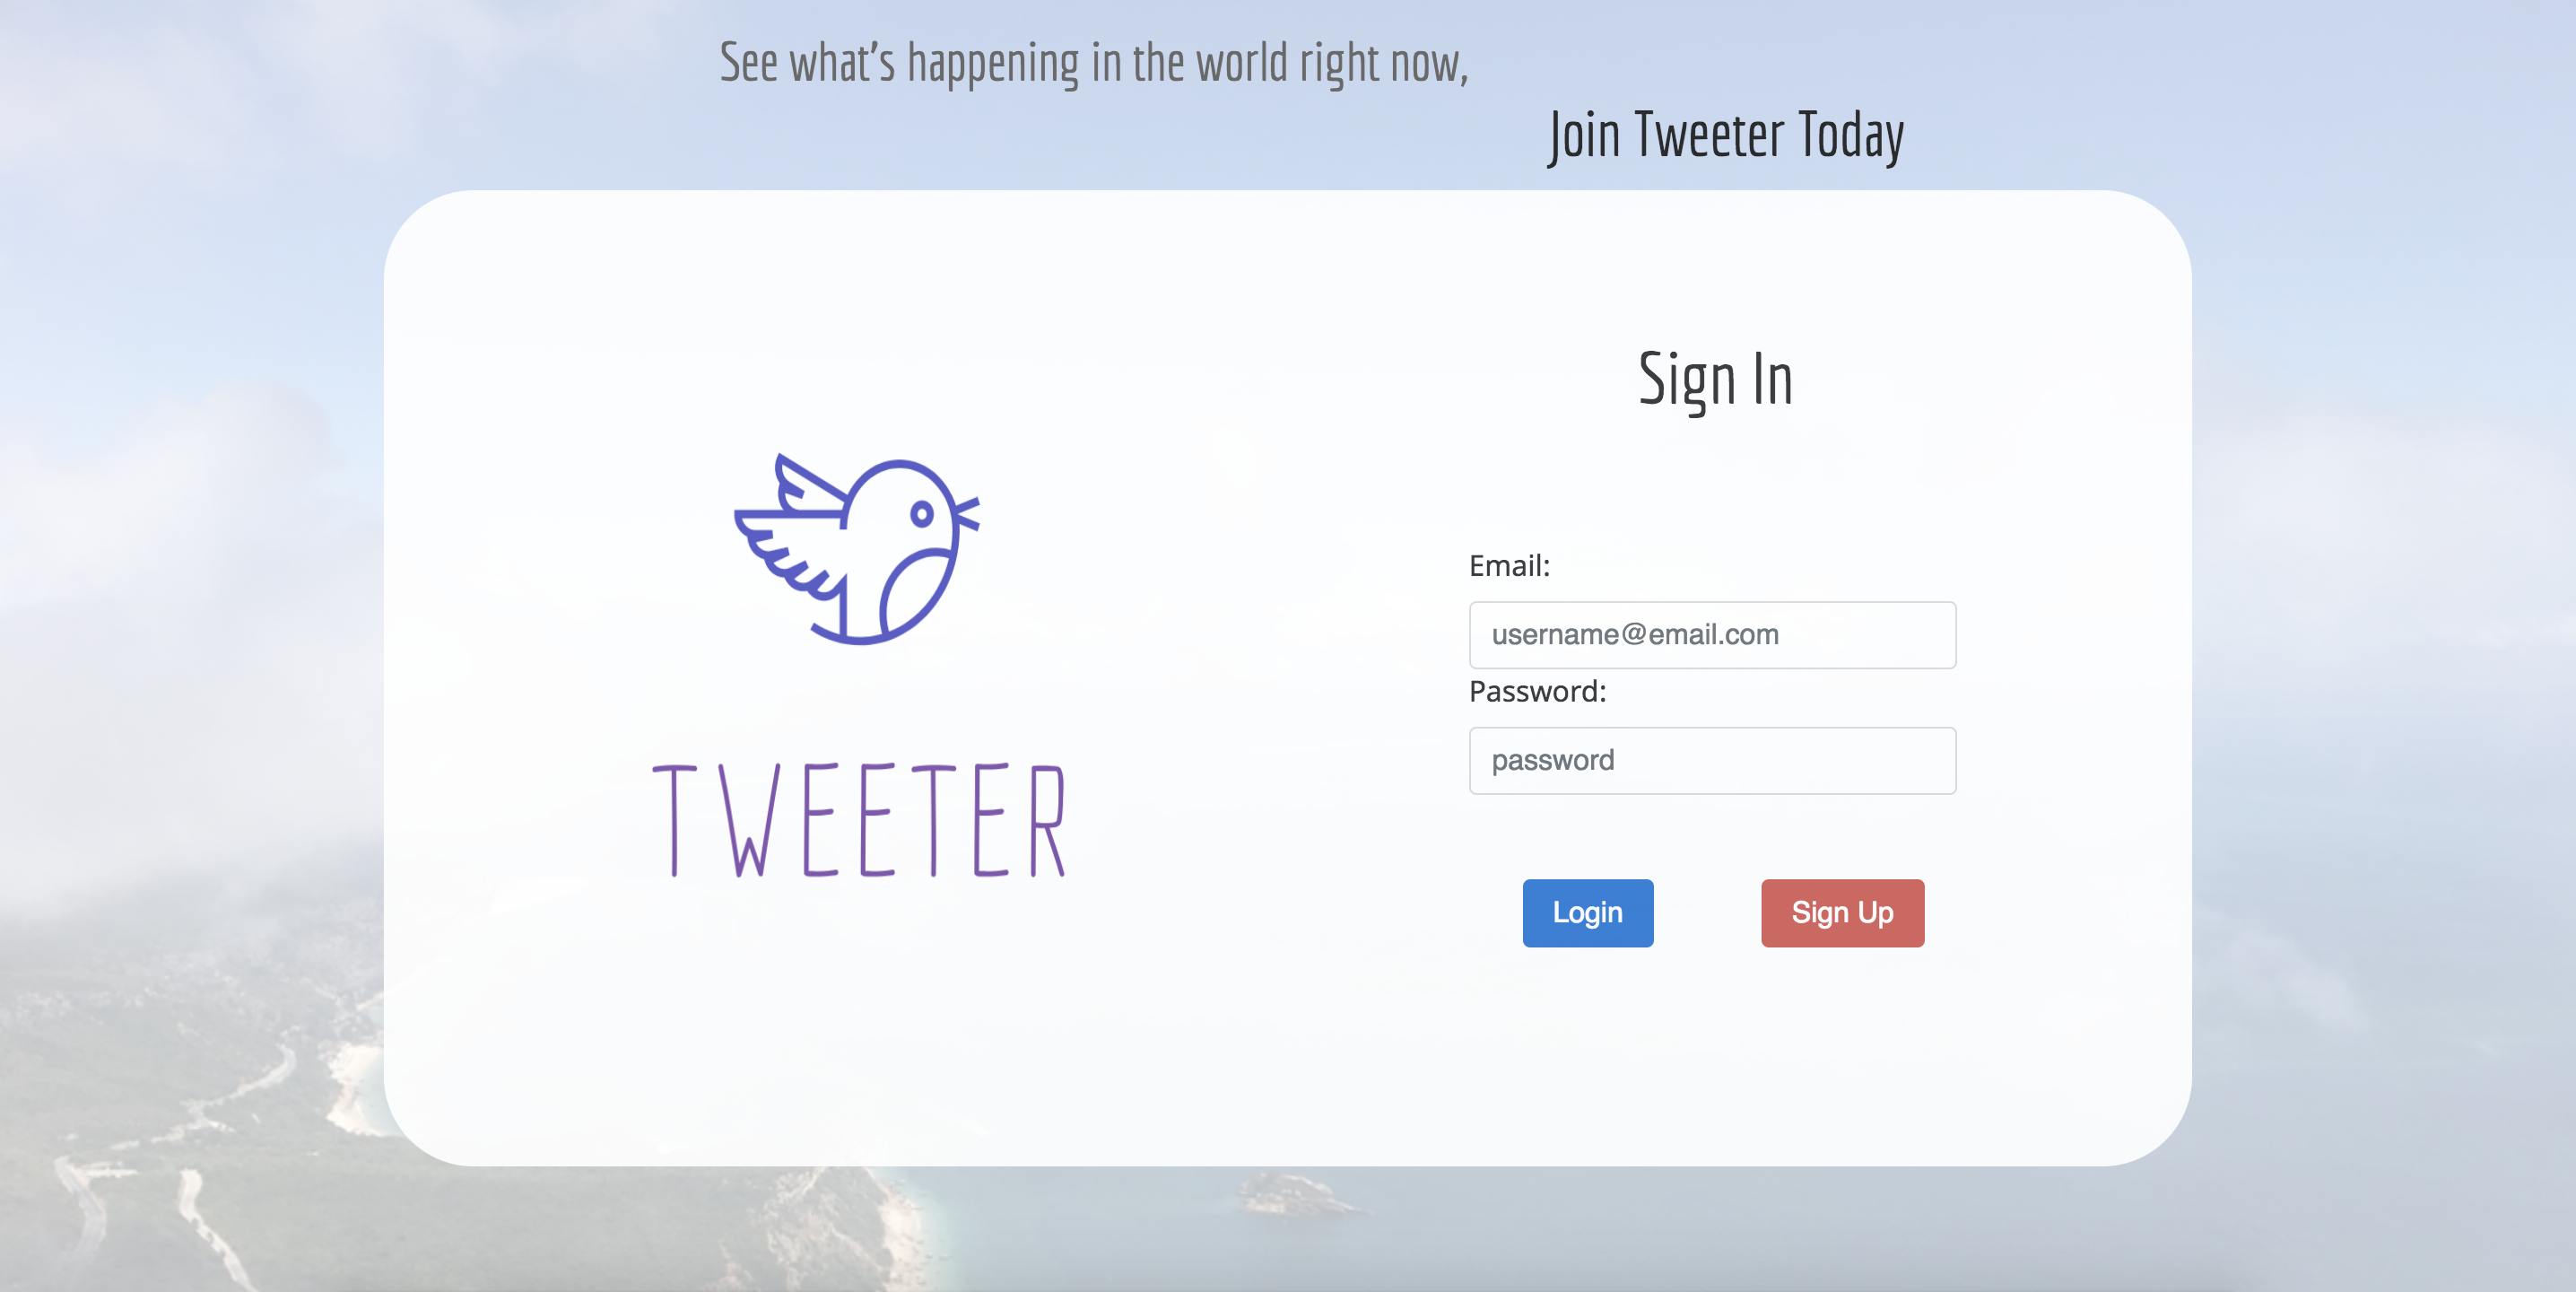 See what's happening in the world right now,
Join Tweeter Today
Sign In
Email:
username@email.com
Password:
password
Login Sign Up
TWEETER